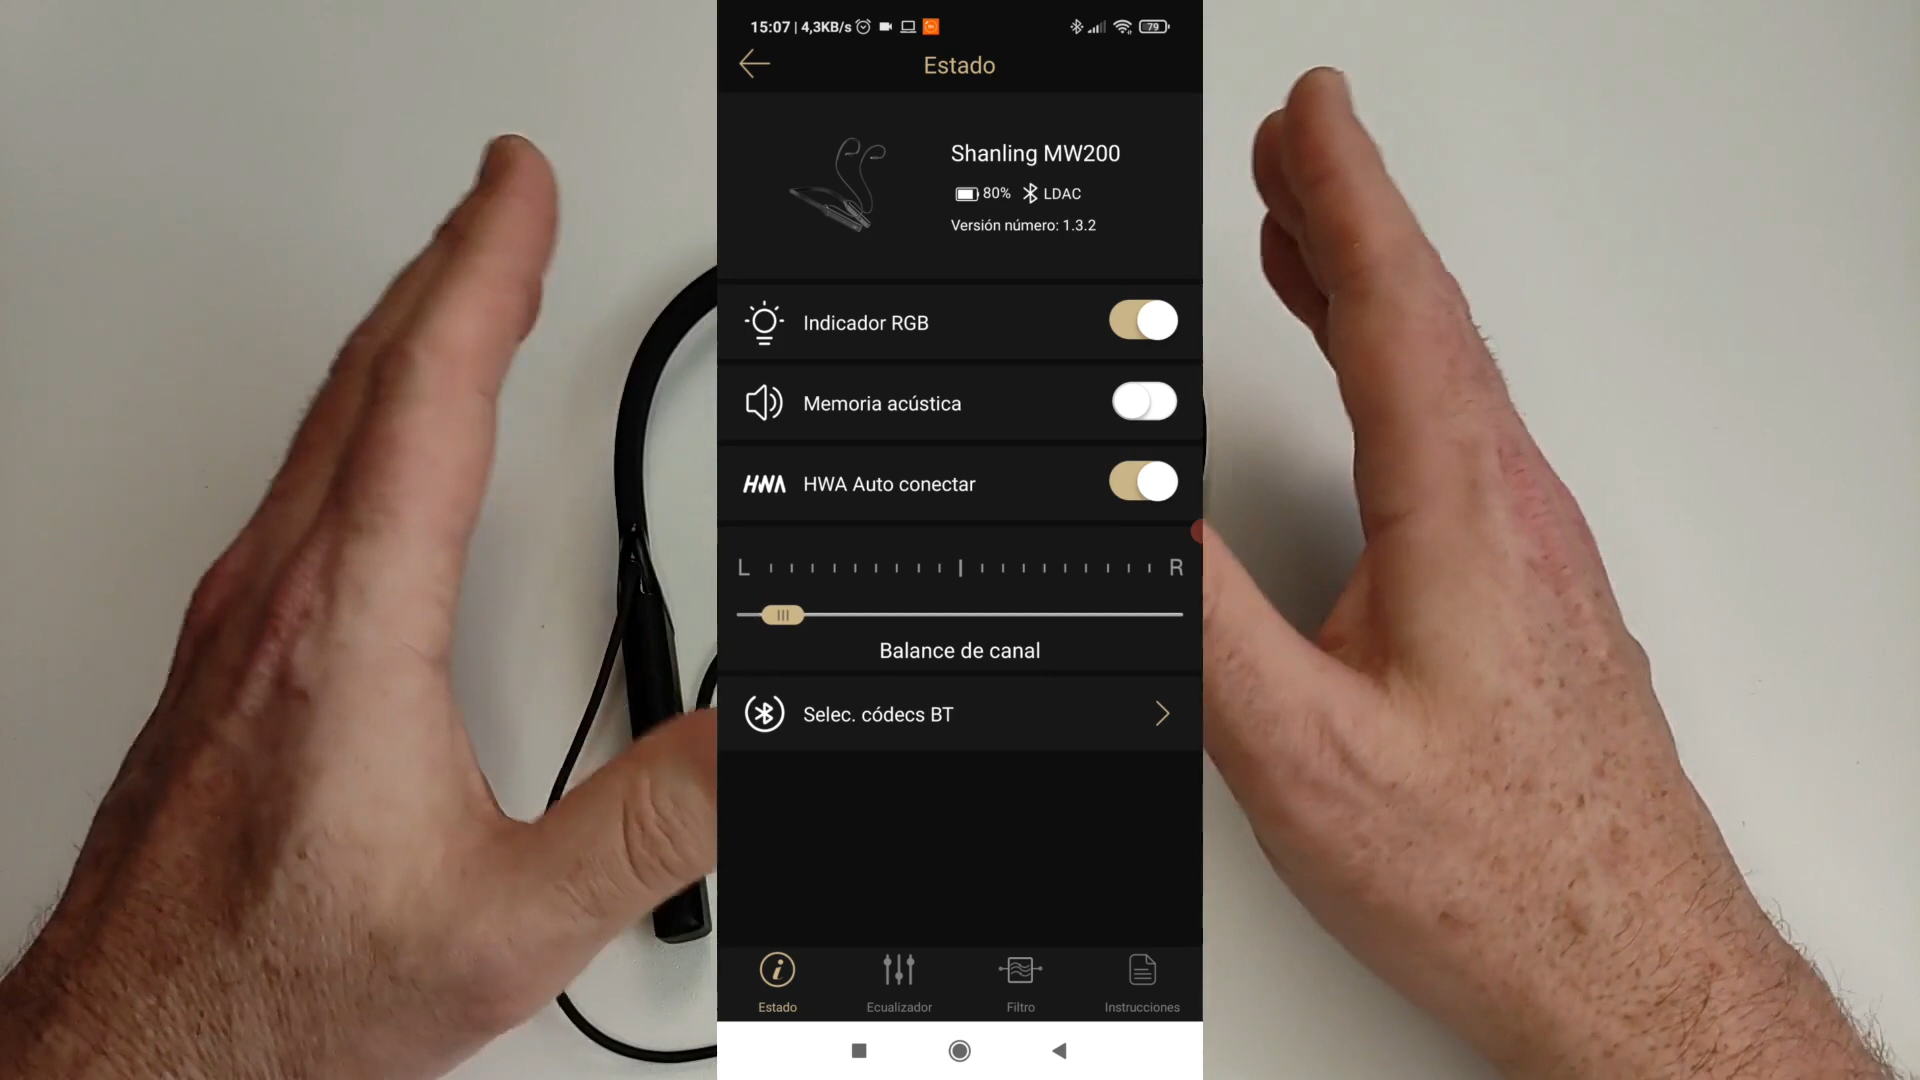 15:07 | 4,3KB/s
79
Estado
Shanling MW200
80% LDAC
Versión número: 1.3.2
Indicador RGB
Memoria acústica
HWA HWA Auto conectar
L R
Balance de canal
Selec. códecs BT
Estado Ecualizador Filtro Instrucciones